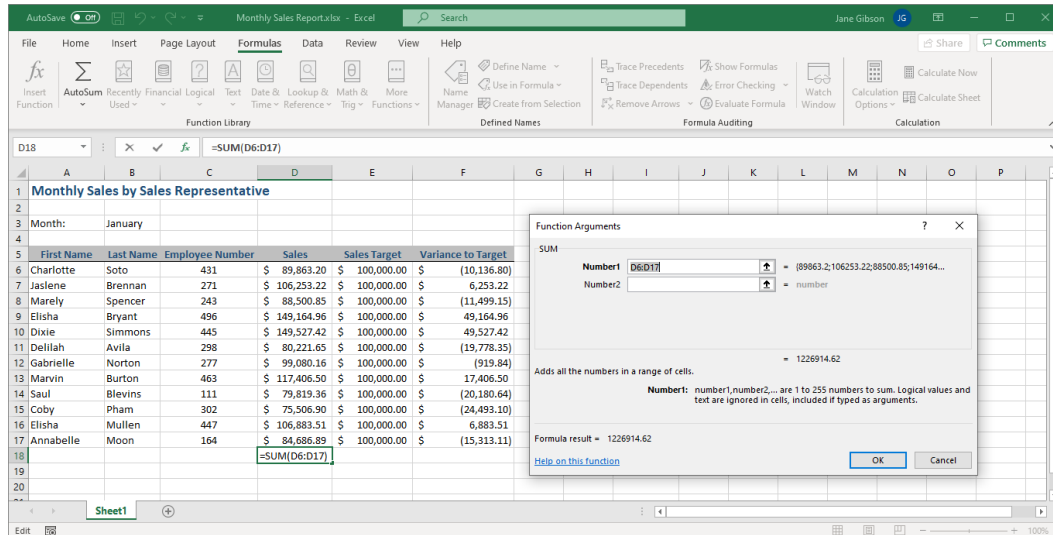 AutoSave Off Monthly Sales Report.xlsx - Excel Search Jane Gibson JG
File Home Insert Page Layout Formulas Data Review View Help Share Comments
fx Insert Function
Σ AutoSum
Recently Used
Financial
Logical
Text
Date & Time
Lookup & Reference
Math & Trig
More Functions
Function Library
Name Manager
Define Name
Use in Formula
Create from Selection
Defined Names
Trace Precedents
Trace Dependents
Remove Arrows
Show Formulas
Error Checking
Evaluate Formula
Formula Auditing
Watch Window
Calculation Options
Calculate Now
Calculate Sheet
Calculation
D18 fx =SUM(D6:D17)
A B C D E F G H I J K L M N O P
1 Monthly Sales by Sales Representative
2
3 Month: January
4
5 First Name Last Name Employee Number Sales Sales Target Variance to Target
6 Charlotte Soto 431 $ 89,863.20 $ 100,000.00 $ (10,136.80)
7 Jaslene Brennan 271 $ 106,253.22 $ 100,000.00 $ 6,253.22
8 Marely Spencer 243 $ 88,500.85 $ 100,000.00 $ (11,499.15)
9 Elisha Bryant 496 $ 149,164.96 $ 100,000.00 $ 49,164.96
10 Dixie Simmons 445 $ 149,527.42 $ 100,000.00 $ 49,527.42
11 Delilah Avila 298 $ 80,221.65 $ 100,000.00 $ (19,778.35)
12 Gabrielle Norton 277 $ 99,080.16 $ 100,000.00 $ (919.84)
13 Marvin Burton 463 $ 117,406.50 $ 100,000.00 $ 17,406.50
14 Saul Blevins 111 $ 79,819.36 $ 100,000.00 $ (20,180.64)
15 Coby Pham 302 $ 75,506.90 $ 100,000.00 $ (24,493.10)
16 Elisha Mullen 447 $ 106,883.51 $ 100,000.00 $ 6,883.51
17 Annabelle Moon 164 $ 84,686.89 $ 100,000.00 $ (15,313.11)
18 =SUM(D6:D17)
19
20
Function Arguments ? ×
SUM
Number1 D6:D17 = {89863.2;106253.22;88500.85;149164...
Number2 = number
= 1226914.62
Adds all the numbers in a range of cells.
Number1: number1,number2,... are 1 to 255 numbers to sum. Logical values and
text are ignored in cells, included if typed as arguments.
Formula result = 1226914.62
Help on this function OK Cancel
Sheet1
Edit 100%